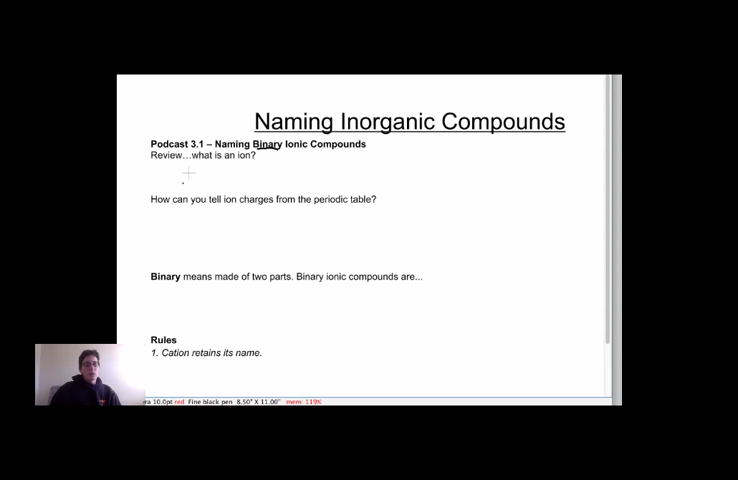 Naming Inorganic Compounds
Podcast 3.1 – Naming Binary Ionic Compounds
Review…what is an ion?
How can you tell ion charges from the periodic table?
Binary means made of two parts. Binary ionic compounds are...
Rules
1. Cation retains its name.
10.0pt red Fine black pen 8.50" X 11.00" mem: 119%